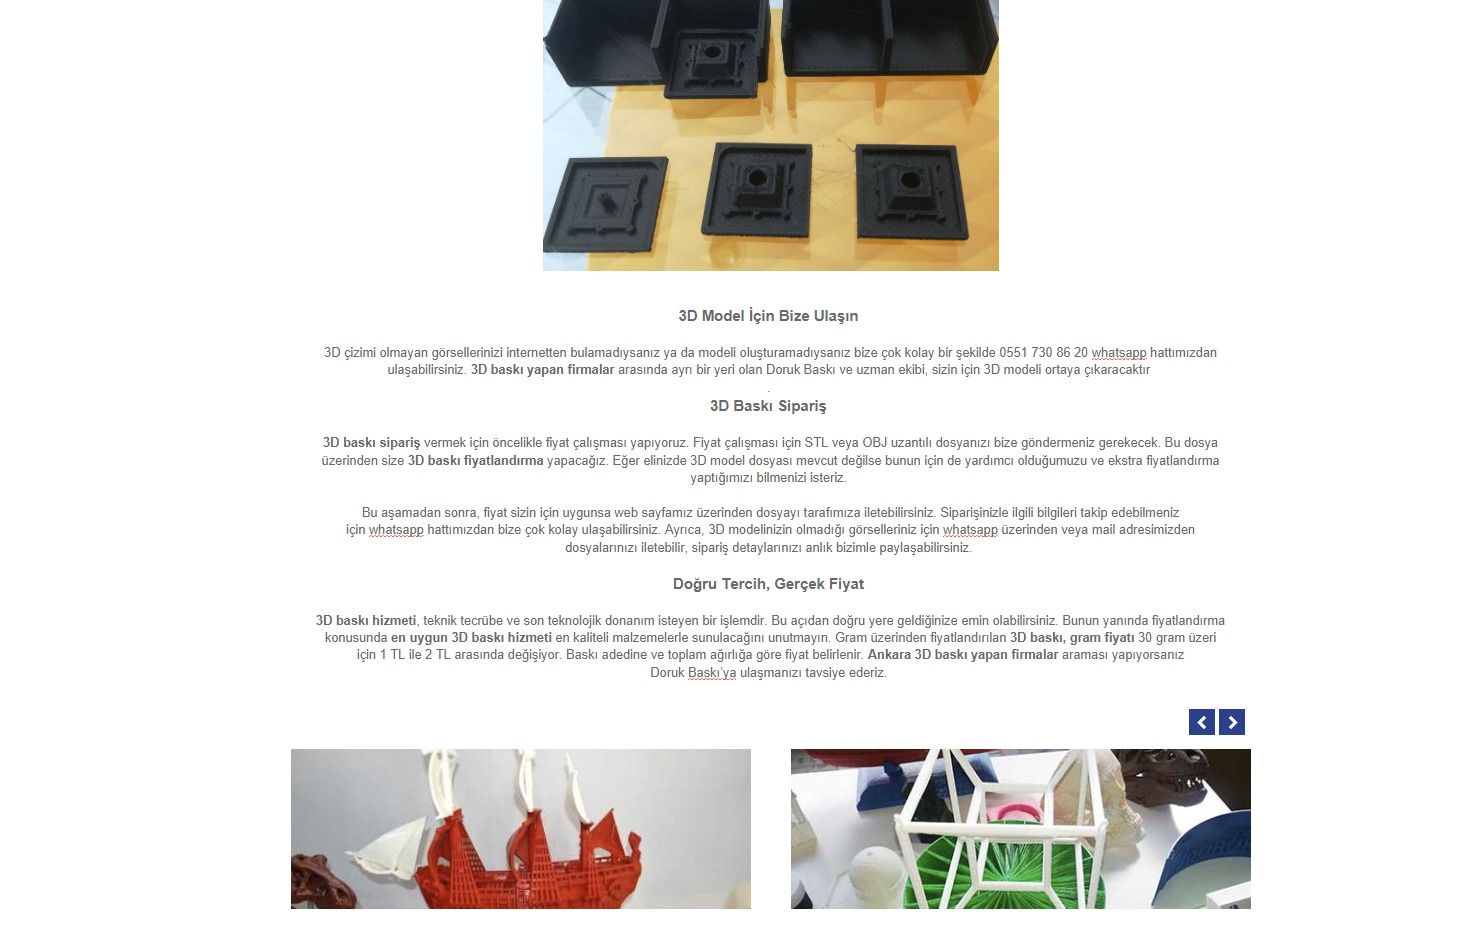 3D Model İçin Bize Ulaşın
3D çizimi olmayan görsellerinizi internetten bulamadıysanız ya da modeli oluşturamadıysanız bize çok kolay bir şekilde 0551 730 86 20 whatsapp hattımızdan
ulaşabilirsiniz. 3D baskı yapan firmalar arasında ayrı bir yeri olan Doruk Baskı ve uzman ekibi, sizin için 3D modeli ortaya çıkaracaktır
.
3D Baskı Sipariş
3D baskı sipariş vermek için öncelikle fiyat çalışması yapıyoruz. Fiyat çalışması için STL veya OBJ uzantılı dosyanızı bize göndermeniz gerekecek. Bu dosya
üzerinden size 3D baskı fiyatlandırma yapacağız. Eğer elinizde 3D model dosyası mevcut değilse bunun için de yardımcı olduğumuzu ve ekstra fiyatlandırma
yaptığımızı bilmenizi isteriz.
Bu aşamadan sonra, fiyat sizin için uygunsa web sayfamız üzerinden dosyayı tarafımıza iletebilirsiniz. Siparişinizle ilgili bilgileri takip edebilmeniz
için whatsapp hattımızdan bize çok kolay ulaşabilirsiniz. Ayrıca, 3D modelinizin olmadığı görselleriniz için whatsapp üzerinden veya mail adresimizden
dosyalarınızı iletebilir, sipariş detaylarınızı anlık bizimle paylaşabilirsiniz.
Doğru Tercih, Gerçek Fiyat
3D baskı hizmeti, teknik tecrübe ve son teknolojik donanım isteyen bir işlemdir. Bu açıdan doğru yere geldiğinize emin olabilirsiniz. Bunun yanında fiyatlandırma
konusunda en uygun 3D baskı hizmeti en kaliteli malzemelerle sunulacağını unutmayın. Gram üzerinden fiyatlandırılan 3D baskı, gram fiyatı 30 gram üzeri
için 1 TL ile 2 TL arasında değişiyor. Baskı adedine ve toplam ağırlığa göre fiyat belirlenir. Ankara 3D baskı yapan firmalar araması yapıyorsanız
Doruk Baskı'ya ulaşmanızı tavsiye ederiz.